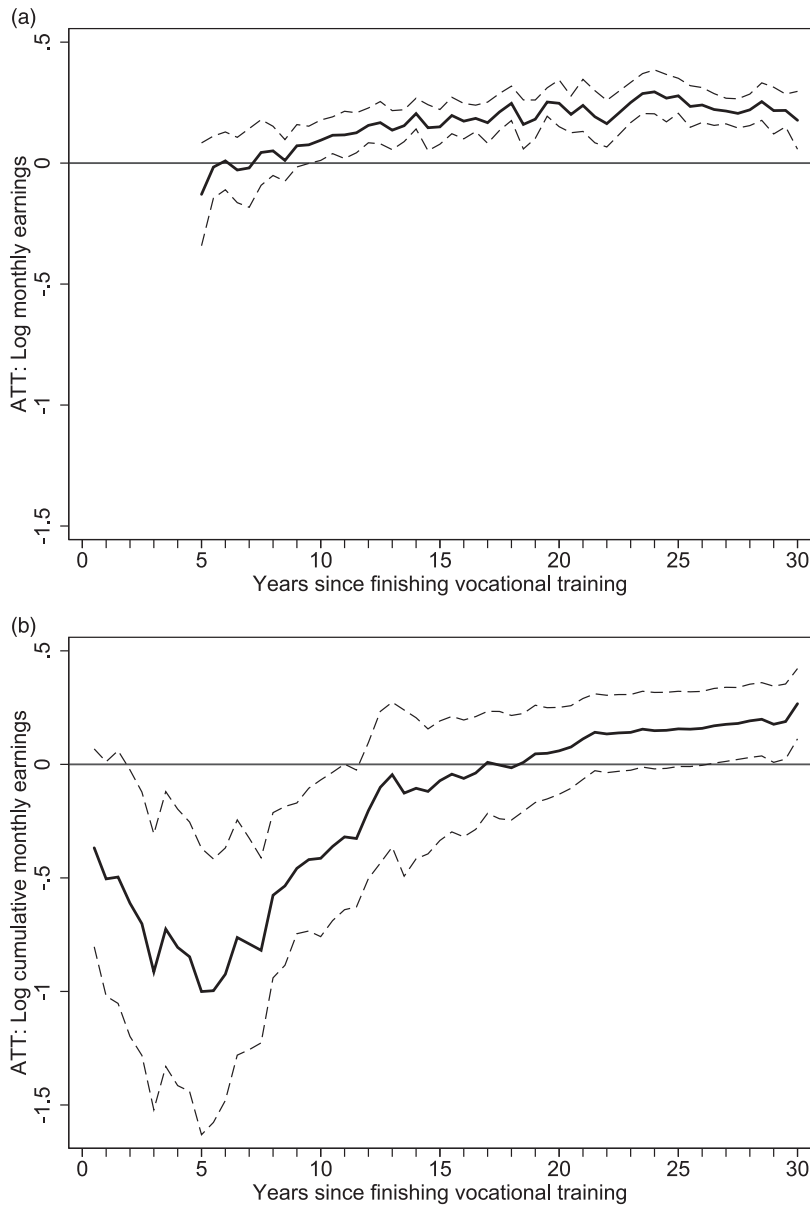 (a)
.5
0
-.5
-1
-1.5
ATT: Log monthly earnings
0 5 10 15 20 25 30
Years since finishing vocational training
(b)
.5
0
-.5
-1
-1.5
ATT: Log cumulative monthly earnings
0 5 10 15 20 25 30
Years since finishing vocational training